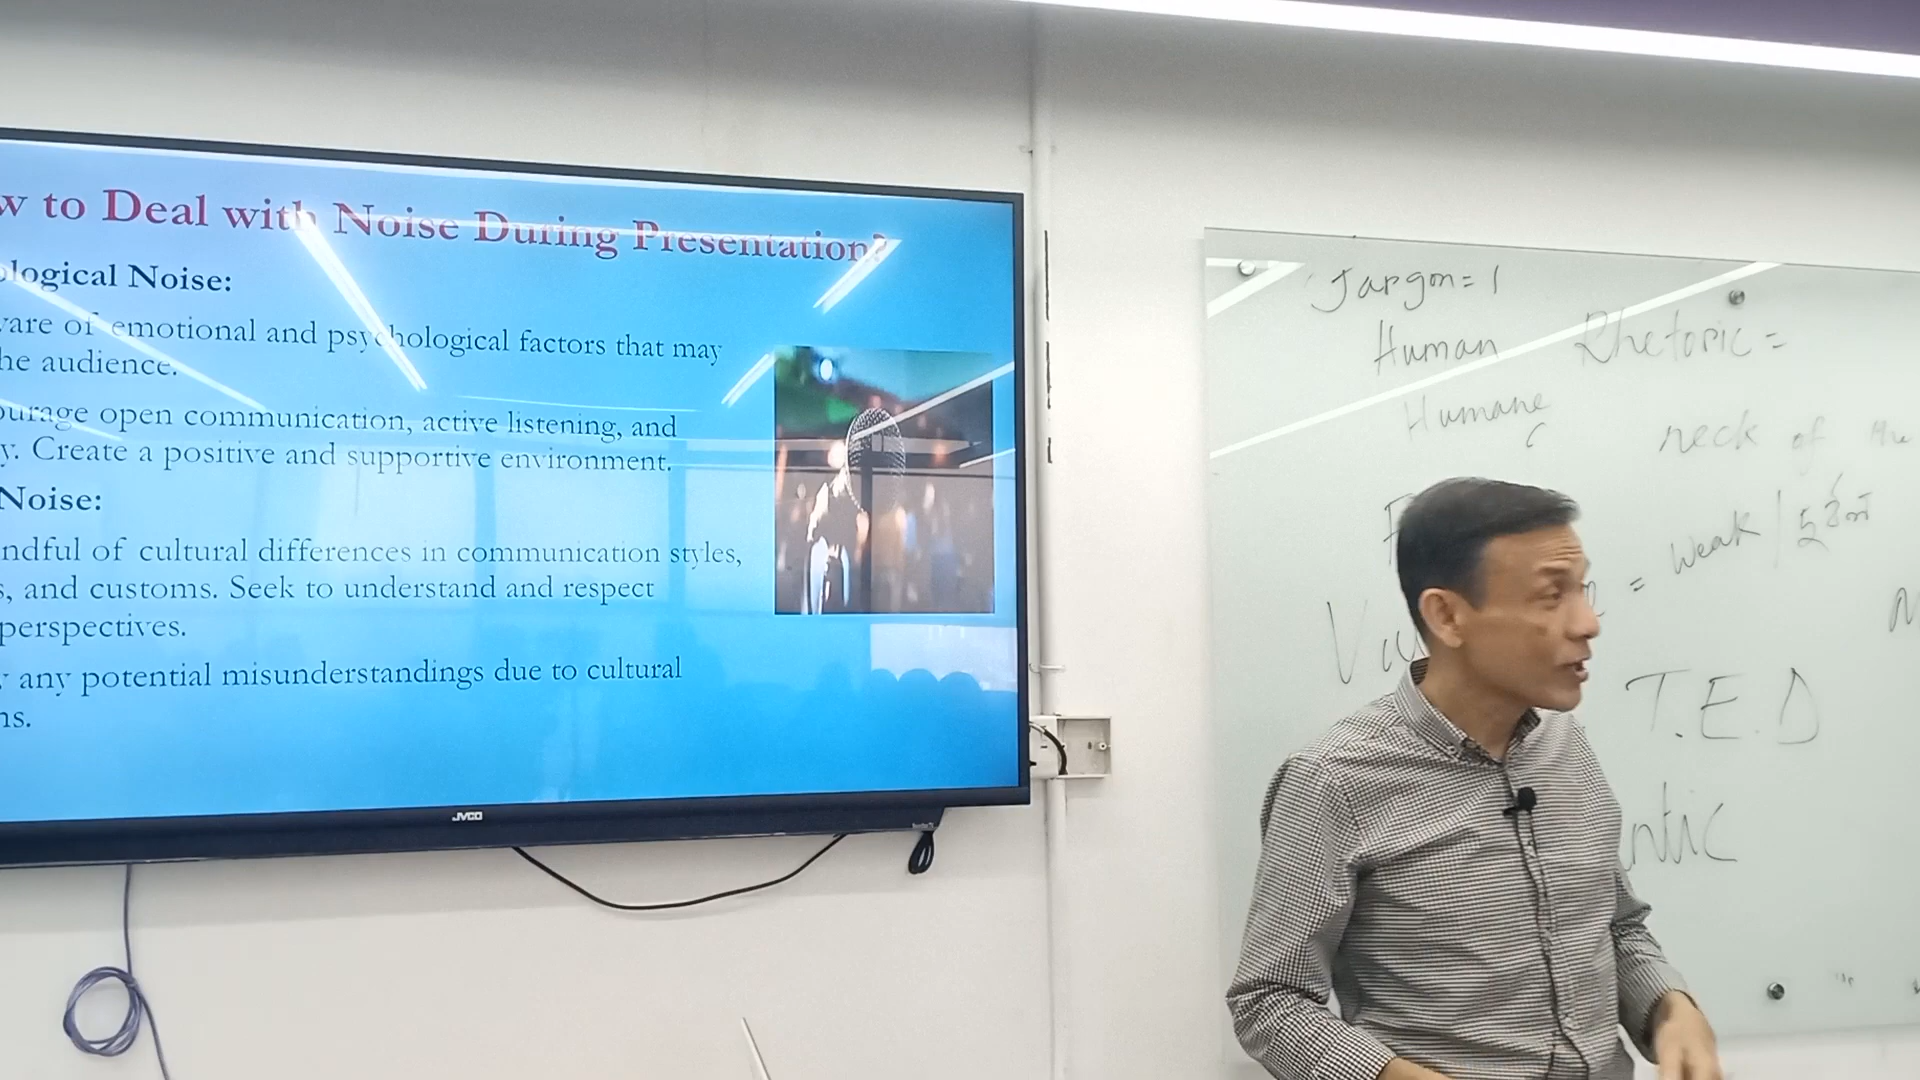 w to Deal with Noise During Presentation?
ological Noise:
are of emotional and psychological factors that may
he audience.
ourage open communication, active listening, and
y. Create a positive and supportive environment.
Noise:
ndful of cultural differences in communication styles,
s, and customs. Seek to understand and respect
perspectives.
any potential misunderstandings due to cultural
ns.
JVCO
Jargon = 1
Human Rhetoric =
Humane
neck of the
= weak /
T.E.D
ntic